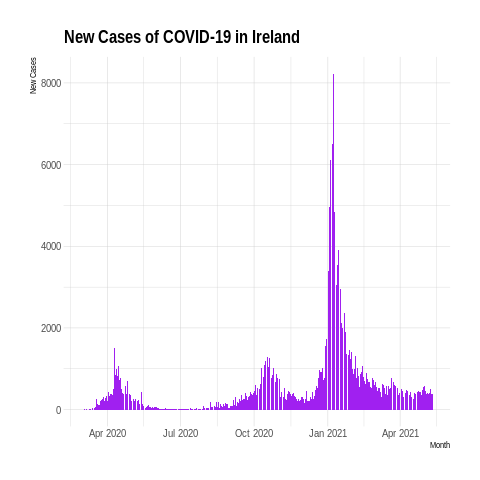 New Cases of COVID-19 in Ireland
New Cases
8000
6000
4000
2000
0
Apr 2020 Jul 2020 Oct 2020 Jan 2021 Apr 2021
Month